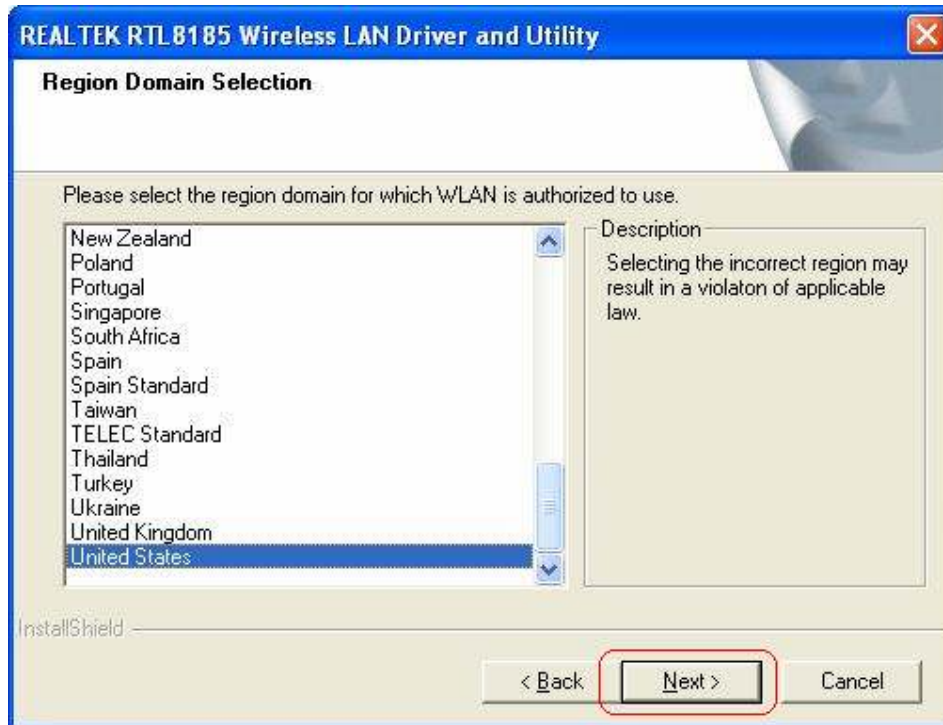 REALTEK RTL8185 Wireless LAN Driver and Utility
Region Domain Selection
Please select the region domain for which WLAN is authorized to use.
New Zealand
Poland
Portugal
Singapore
South Africa
Spain
Spain Standard
Taiwan
TELEC Standard
Thailand
Turkey
Ukraine
United Kingdom
United States
Description
Selecting the incorrect region may
result in a violaton of applicable
law.
InstallShield
< Back
Next >
Cancel